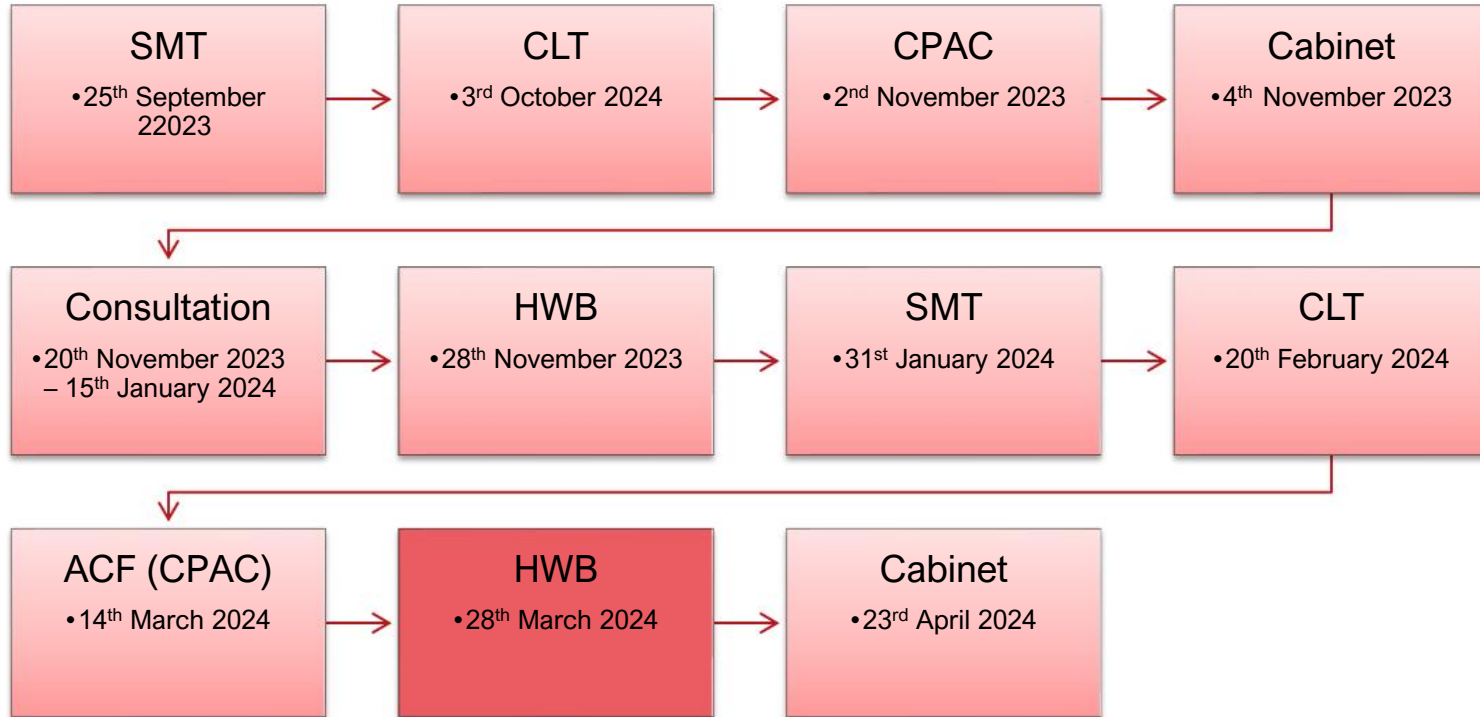 SMT
•25th September
22023
CLT
•3rd October 2024
CPAC
•2nd November 2023
Cabinet
•4th November 2023
Consultation
•20th November 2023
– 15th January 2024
HWB
•28th November 2023
SMT
•31st January 2024
CLT
•20th February 2024
ACF (CPAC)
•14th March 2024
HWB
•28th March 2024
Cabinet
•23rd April 2024